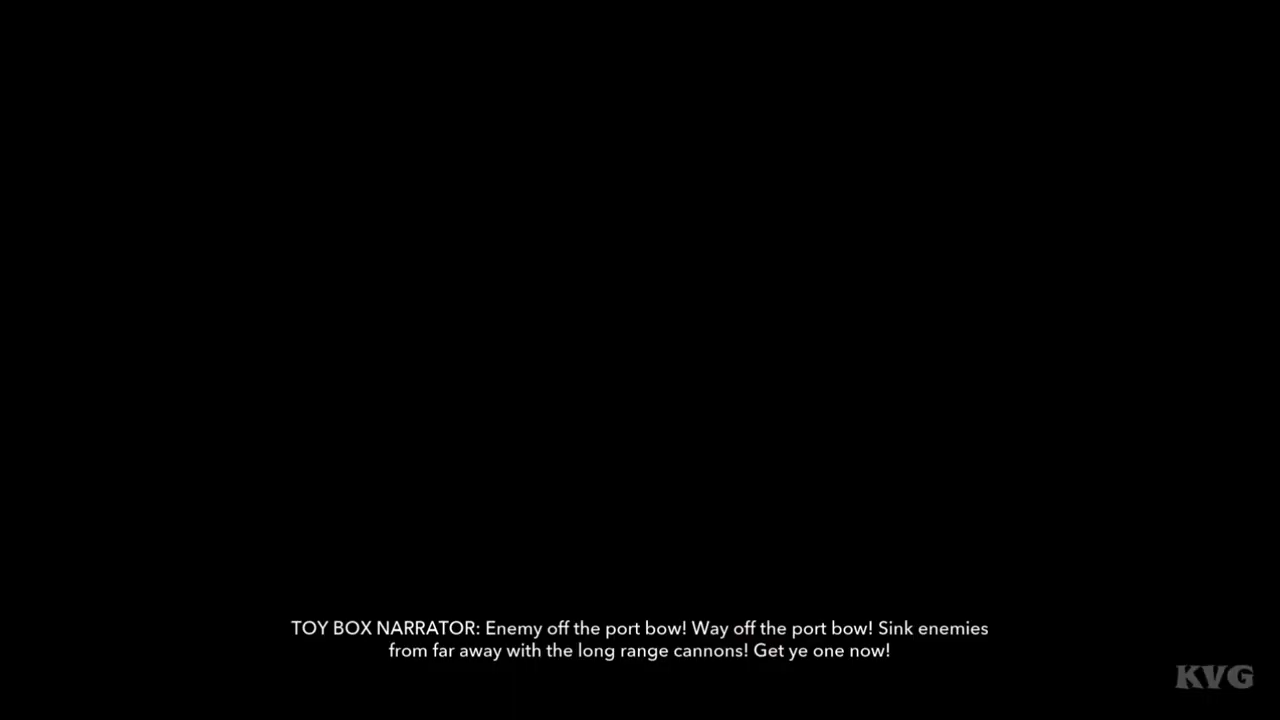 TOY BOX NARRATOR: Enemy off the port bow! Way off the port bow! Sink enemies
from far away with the long range cannons! Get ye one now!
KVG